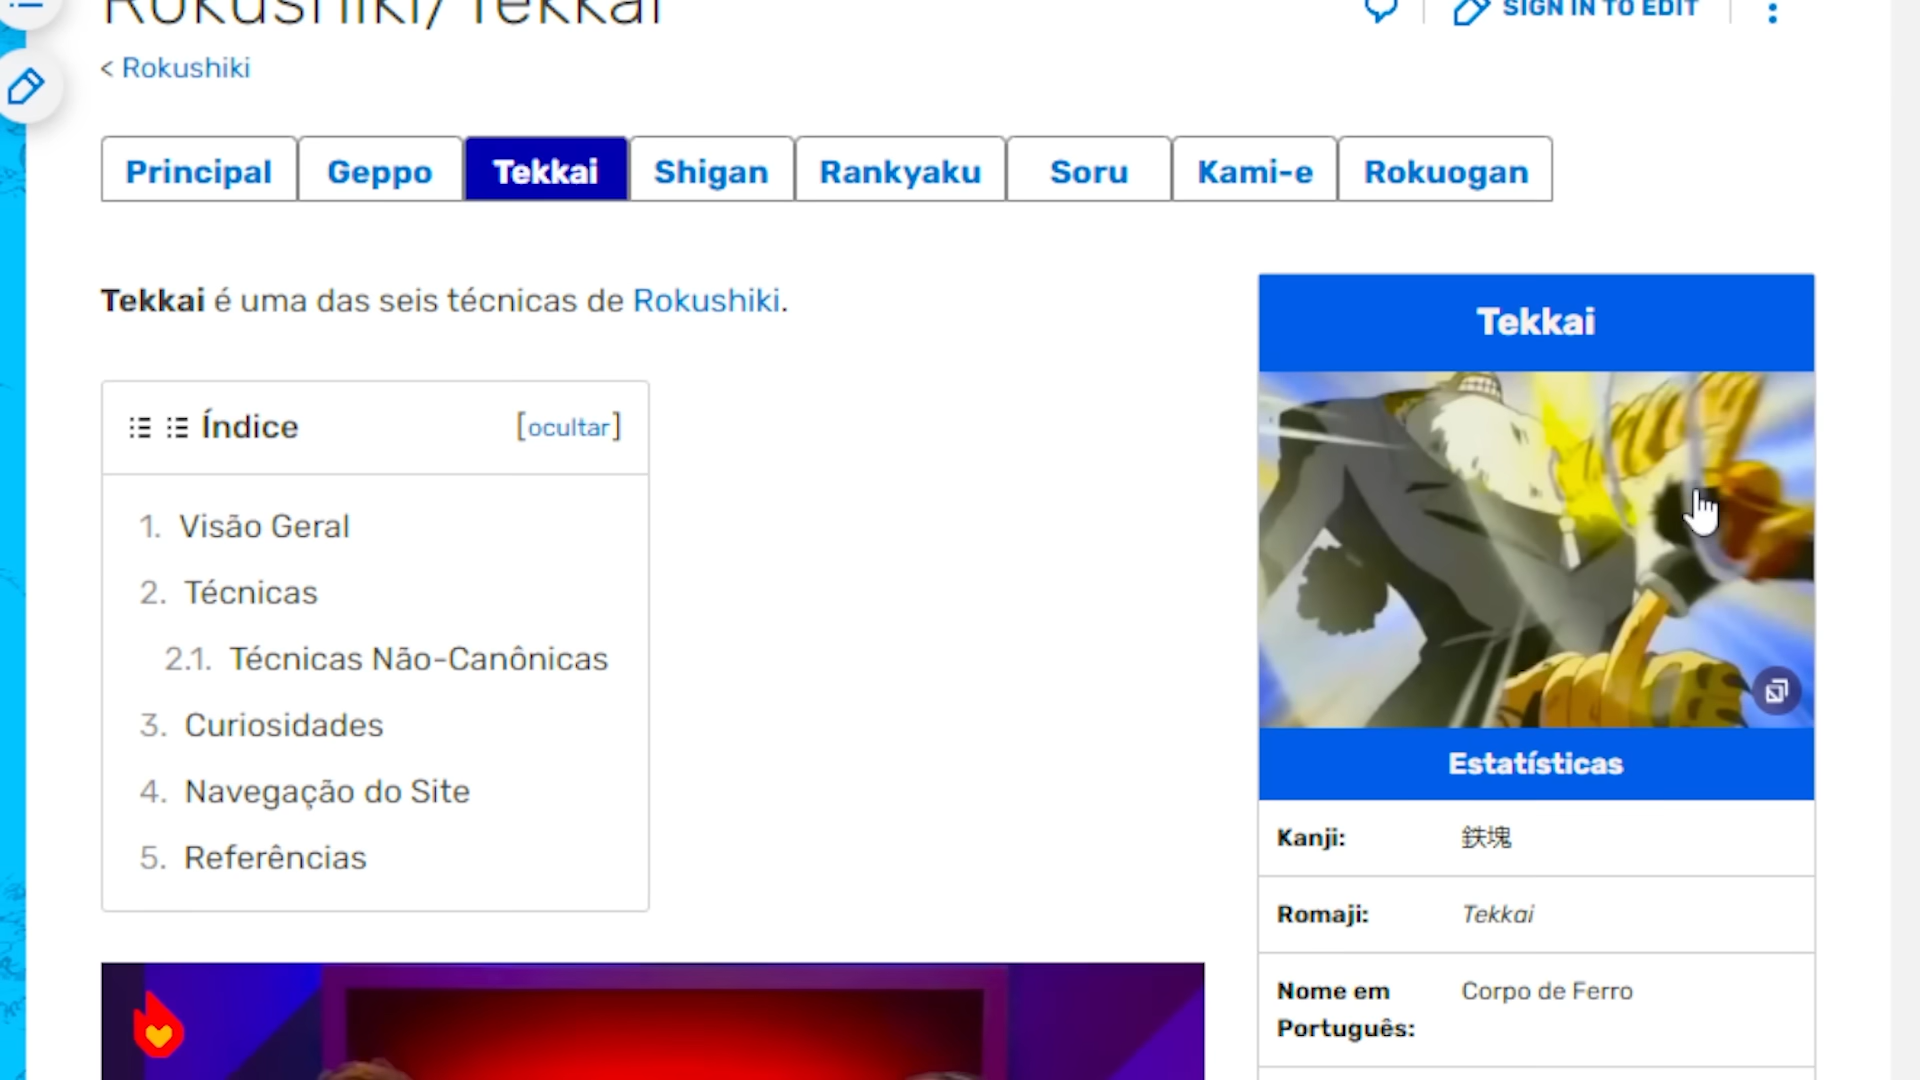 Rokushiki/Tekkai
SIGN IN TO EDIT
< Rokushiki
Principal
Geppo
Tekkai
Shigan
Rankyaku
Soru
Kami-e
Rokuogan
Tekkai é uma das seis técnicas de Rokushiki.
Índice
[ocultar]
1. Visão Geral
2. Técnicas
2.1. Técnicas Não-Canônicas
3. Curiosidades
4. Navegação do Site
5. Referências
Tekkai
Estatísticas
Kanji: 鉄塊
Romaji: Tekkai
Nome em Corpo de Ferro
Português: